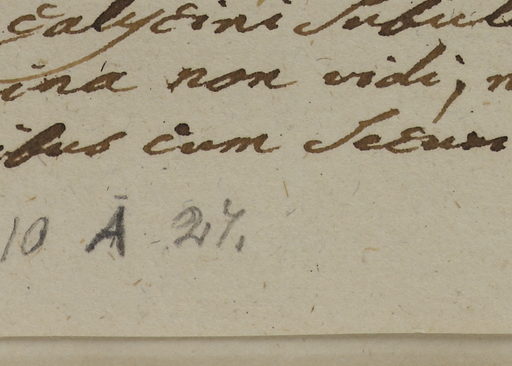 calycini subul
ina non vidi; n
ibus cum Secun
10 A 27.